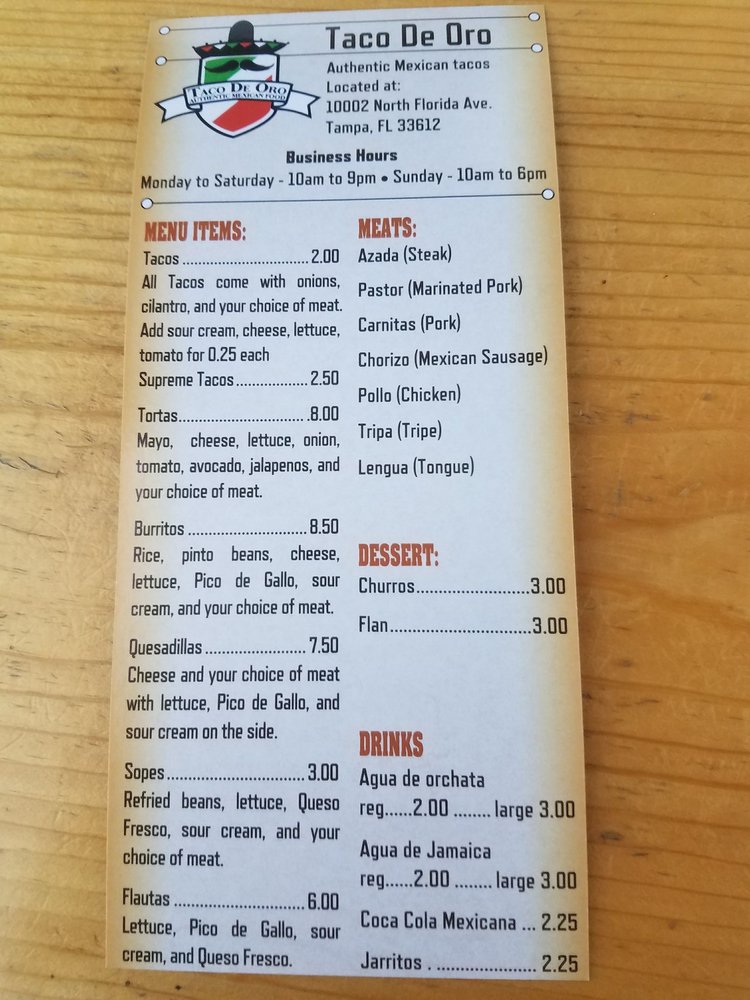 TACO DE ORO
AUTHENTIC MEXICAN FOOD
Taco De Oro
Authentic Mexican tacos
Located at:
10002 North Florida Ave.
Tampa, FL 33612
Business Hours
Monday to Saturday - 10am to 9pm • Sunday - 10am to 6pm
MENU ITEMS:
Tacos ............................. 2.00
All Tacos come with onions,
cilantro, and your choice of meat.
Add sour cream, cheese, lettuce,
tomato for 0.25 each
Supreme Tacos ................. 2.50
Tortas .............................. 8.00
Mayo, cheese, lettuce, onion,
tomato, avocado, jalapenos, and
your choice of meat.
Burritos ........................... 8.50
Rice, pinto beans, cheese,
lettuce, Pico de Gallo, sour
cream, and your choice of meat.
Quesadillas ....................... 7.50
Cheese and your choice of meat
with lettuce, Pico de Gallo, and
sour cream on the side.
Sopes ............................... 3.00
Refried beans, lettuce, Queso
Fresco, sour cream, and your
choice of meat.
Flautas ............................. 6.00
Lettuce, Pico de Gallo, sour
cream, and Queso Fresco.
MEATS:
Azada (Steak)
Pastor (Marinated Pork)
Carnitas (Pork)
Chorizo (Mexican Sausage)
Pollo (Chicken)
Tripa (Tripe)
Lengua (Tongue)
DESSERT:
Churros ......................... 3.00
Flan ............................... 3.00
DRINKS
Agua de orchata
reg......2.00 ........ large 3.00
Agua de Jamaica
reg......2.00 ........ large 3.00
Coca Cola Mexicana ... 2.25
Jarritos . ...................... 2.25